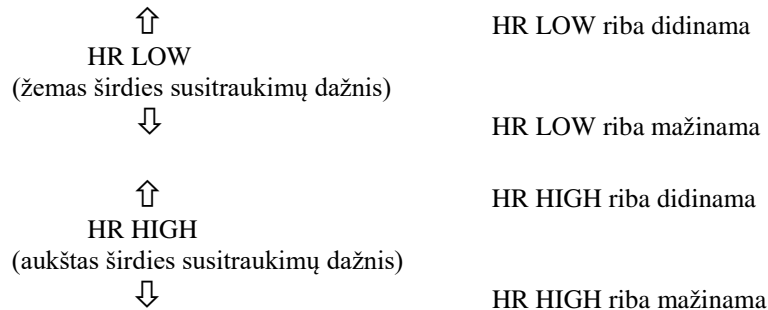 ⇧ HR LOW riba didinama
HR LOW
(žemas širdies susitraukimų dažnis)
⇩ HR LOW riba mažinama
⇧ HR HIGH riba didinama
HR HIGH
(aukštas širdies susitraukimų dažnis)
⇩ HR HIGH riba mažinama